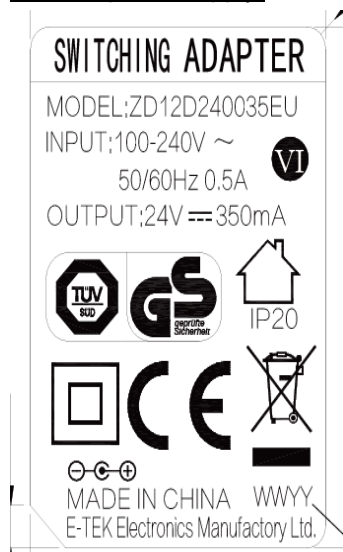 SWITCHING ADAPTER
MODEL:ZD12D240035EU
INPUT:100-240V ~
VI
50/60Hz 0.5A
OUTPUT:24V ⎓ 350mA
TÜV
SÜD
GS
geprüfte
Sicherheit
IP20
CE
MADE IN CHINA WWYY
E-TEK Electronics Manufactory Ltd.